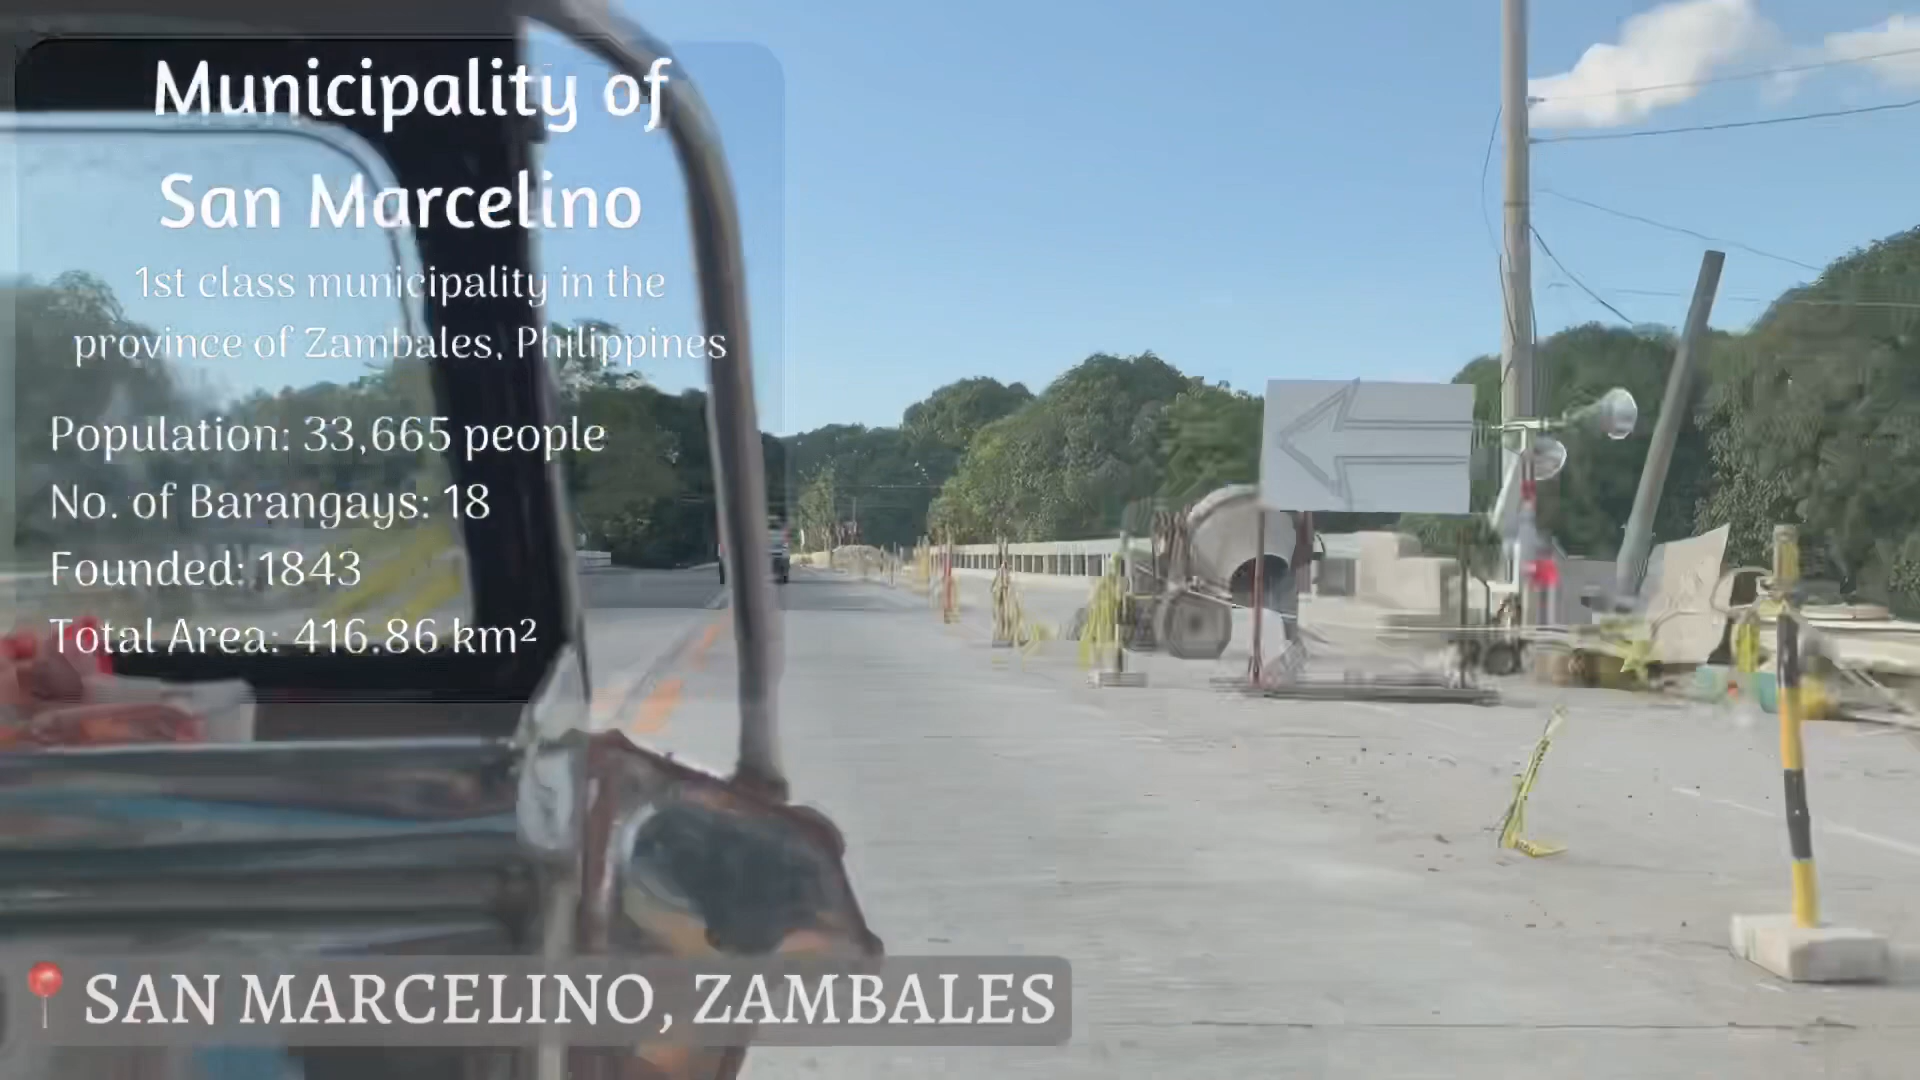 Municipality of
San Marcelino
1st class municipality in the
province of Zambales, Philippines
Population: 33,665 people
No. of Barangays: 18
Founded: 1843
Total Area: 416.86 km²
SAN MARCELINO, ZAMBALES